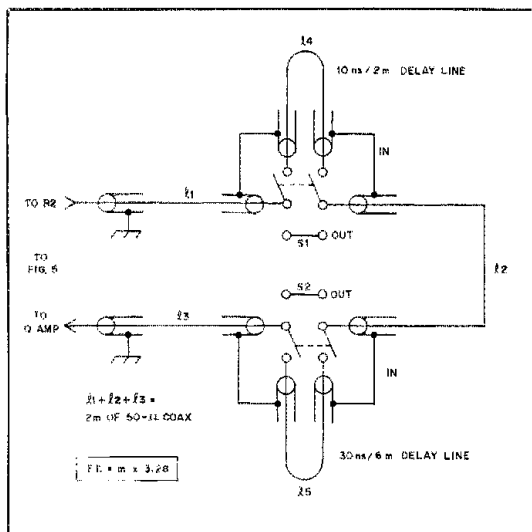 ℓ4
10 ns/2 m DELAY LINE
IN
TO R2
ℓ1
S1
OUT
TO
FIG. 5
ℓ2
S2
OUT
TO
Q AMP
ℓ3
IN
ℓ1 + ℓ2 + ℓ3 =
2m OF 50-Ω COAX
FT = m x 3.28
30 ns/6 m DELAY LINE
ℓ5